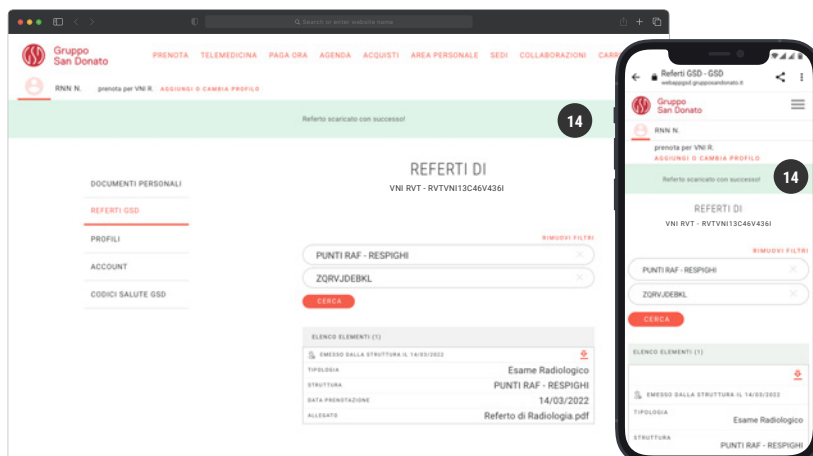 Search or enter website name
Gruppo
San Donato
PRENOTA TELEMEDICINA PAGA ORA AGENDA ACQUISTI AREA PERSONALE SEDI COLLABORAZIONI CARR
RNN N. prenota per VNI R. AGGIUNGI O CAMBIA PROFILO
Referto scaricato con successo!
14
DOCUMENTI PERSONALI
REFERTI GSD
PROFILI
ACCOUNT
CODICI SALUTE GSD
REFERTI DI
VNI RVT - RVTVNI13C46V436I
RIMUOVI FILTRI
PUNTI RAF - RESPIGHI
ZQRVJDEBKL
CERCA
ELENCO ELEMENTI (1)
EMESSO DALLA STRUTTURA IL 14/03/2022
TIPOLOGIA Esame Radiologico
STRUTTURA PUNTI RAF - RESPIGHI
DATA PRENOTAZIONE 14/03/2022
ALLEGATO Referto di Radiologia.pdf
Referti GSD - GSD
webappgsd.grupposandonato.it
Gruppo
San Donato
RNN N.
prenota per VNI R.
AGGIUNGI O CAMBIA PROFILO
Referto scaricato con successo!
14
REFERTI DI
VNI RVT - RVTVNI13C46V436I
RIMUOVI FILTRI
PUNTI RAF - RESPIGHI
ZQRVJDEBKL
CERCA
ELENCO ELEMENTI (1)
EMESSO DALLA STRUTTURA IL 14/03/2022
TIPOLOGIA
Esame Radiologico
STRUTTURA
PUNTI RAF - RESPIGHI